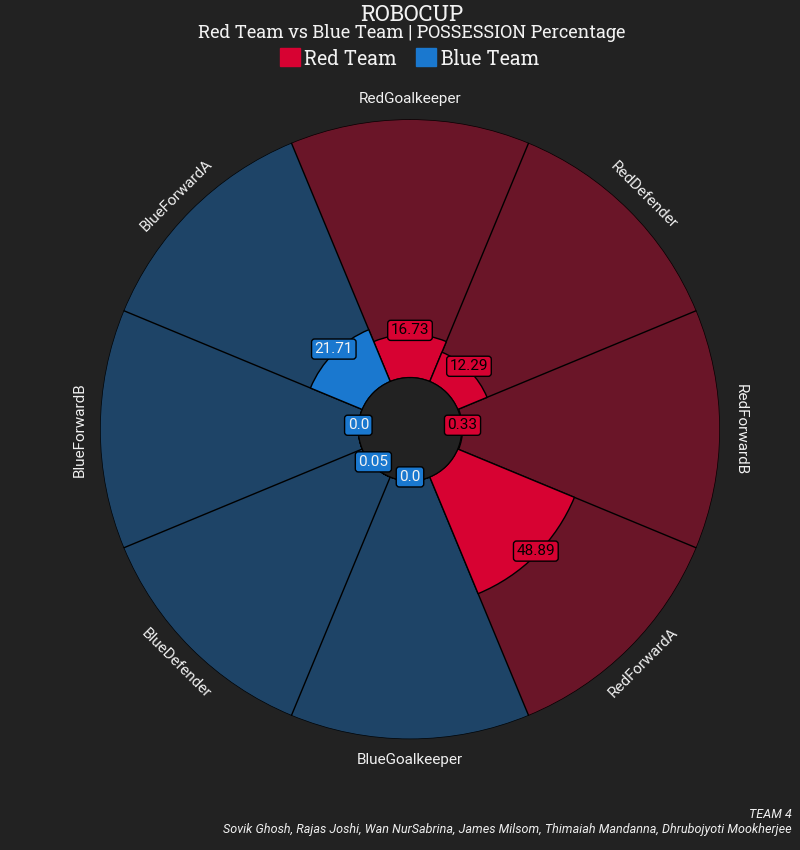 ROBOCUP
Red Team vs Blue Team | POSSESSION Percentage
Red Team
Blue Team
RedGoalkeeper
RedDefender
RedForwardB
RedForwardA
BlueGoalkeeper
BlueDefender
BlueForwardB
BlueForwardA
16.73
12.29
0.33
48.89
0.0
0.05
0.0
21.71
TEAM 4
Sovik Ghosh, Rajas Joshi, Wan NurSabrina, James Milsom, Thimaiah Mandanna, Dhrubojyoti Mookherjee